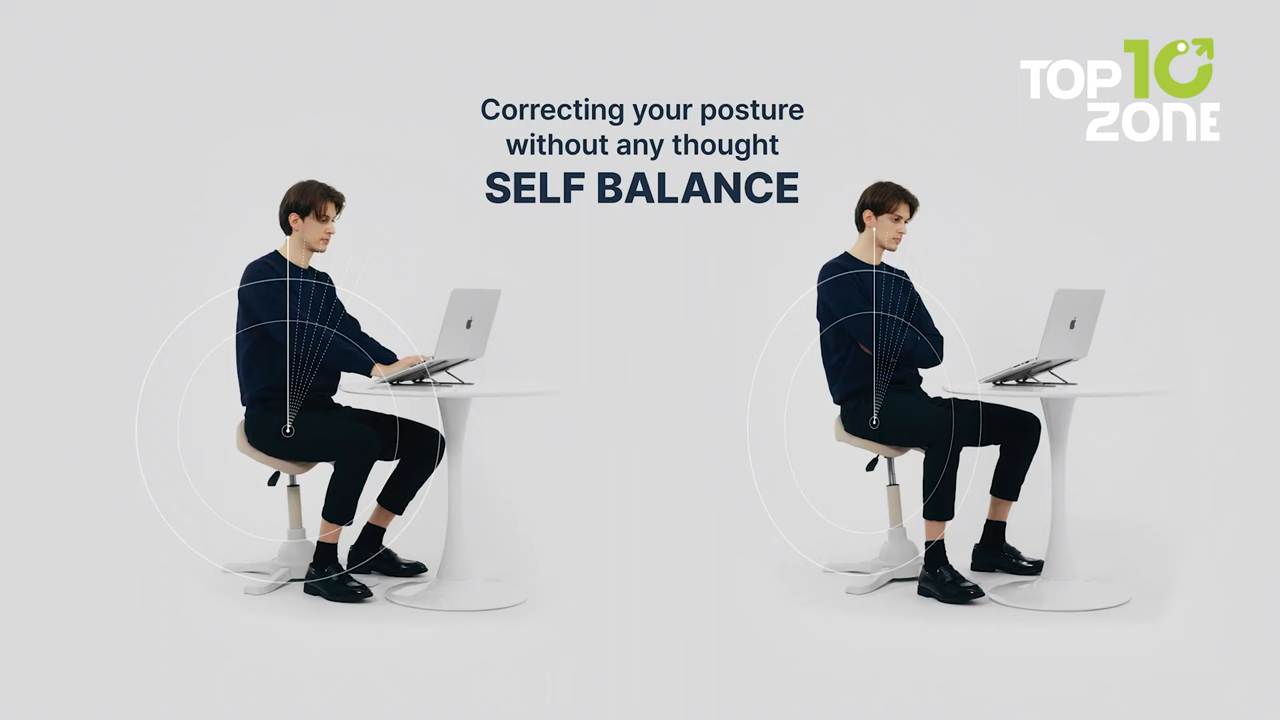 Correcting your posture
without any thought
SELF BALANCE
TOP 10
ZONE